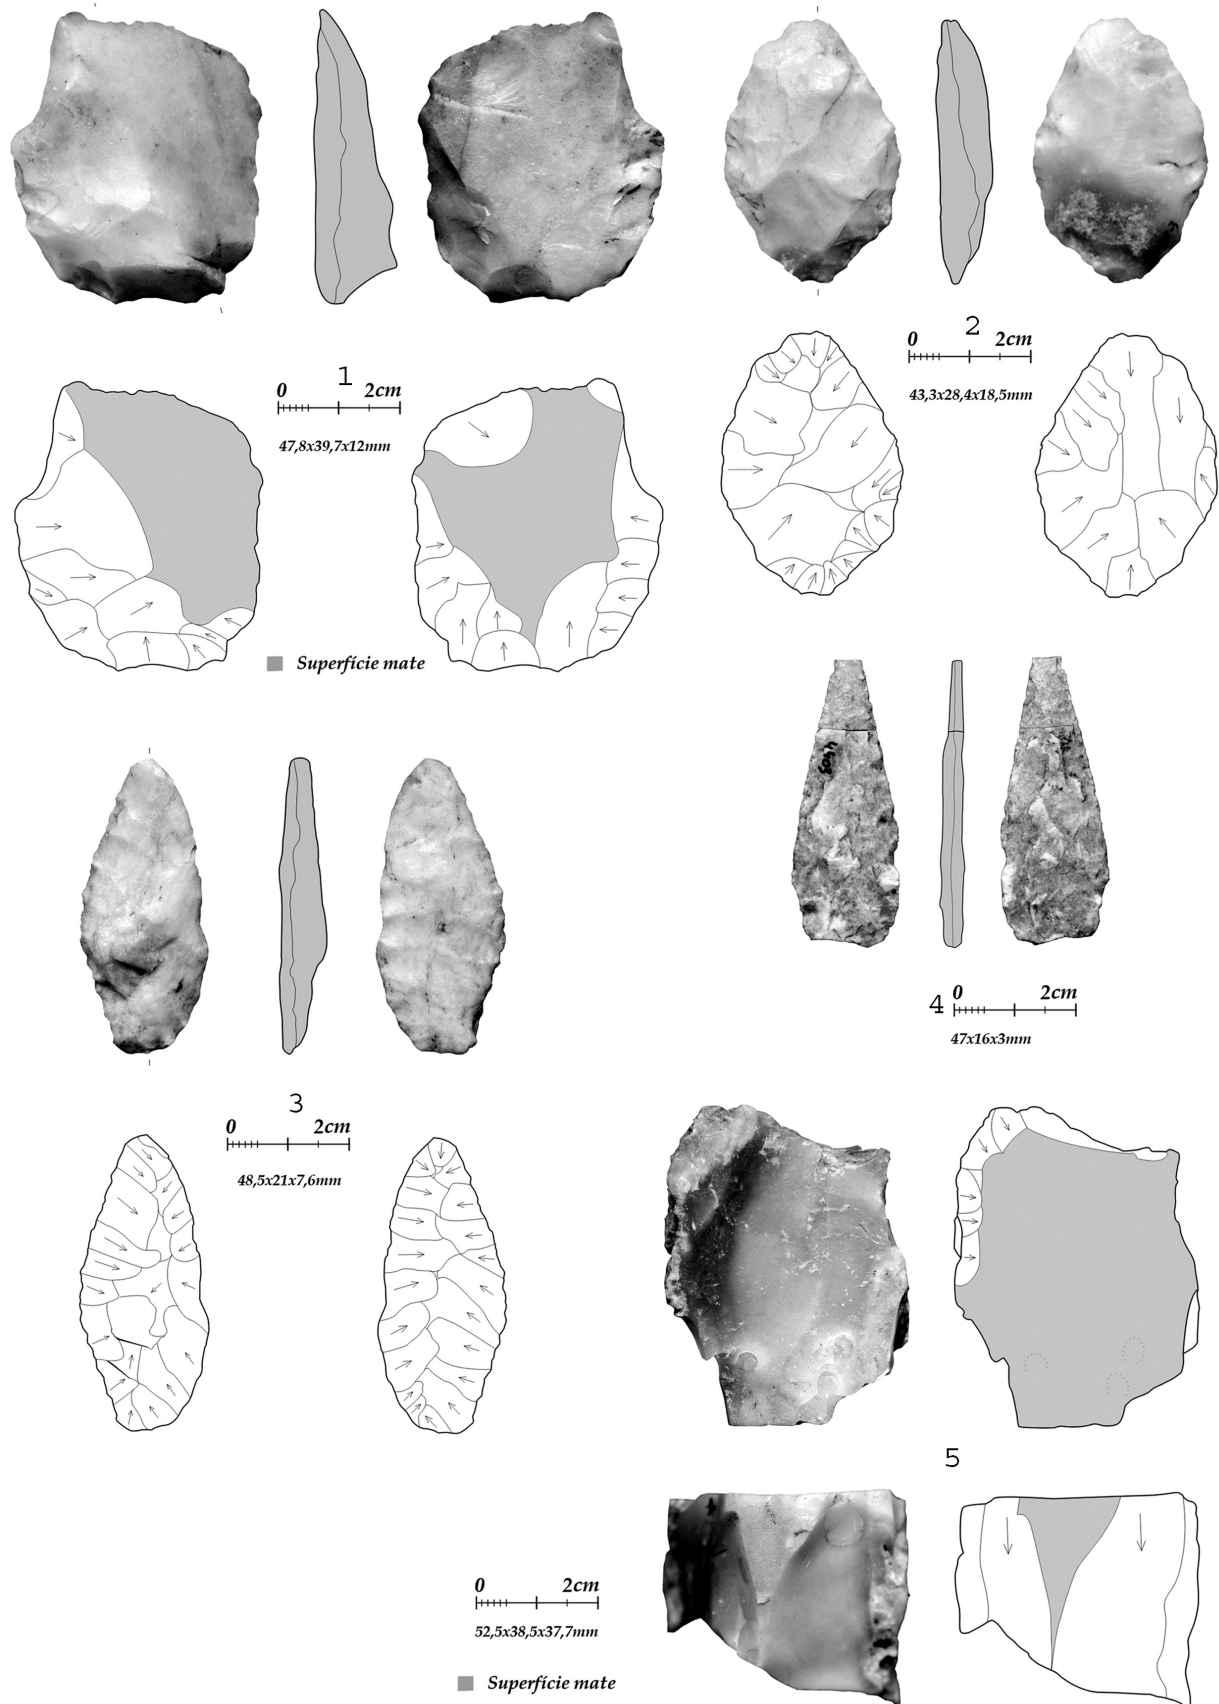 0 1 2cm
47,8x39,7x12mm
0 2 2cm
43,3x28,4x18,5mm
Superfície mate
4403
4 0 2cm
47x16x3mm
3
0 2cm
48,5x21x7,6mm
5
0 2cm
52,5x38,5x37,7mm
Superfície mate